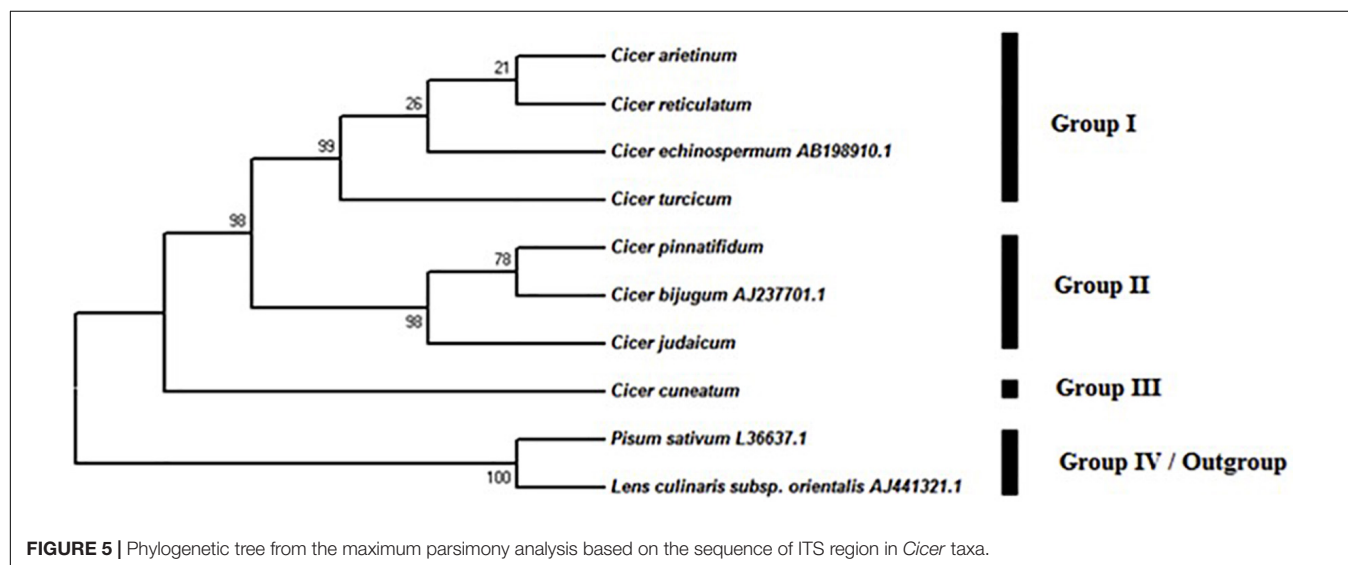 Cicer arietinum
21
Cicer reticulatum
26
Cicer echinospermum AB198910.1
Group I
99
Cicer turcicum
98
Cicer pinnatifidum
78
Cicer bijugum AJ237701.1
Group II
98
Cicer judaicum
Cicer cuneatum
Group III
Pisum sativum L36637.1
Group IV / Outgroup
100
Lens culinaris subsp. orientalis AJ441321.1
FIGURE 5 | Phylogenetic tree from the maximum parsimony analysis based on the sequence of ITS region in Cicer taxa.